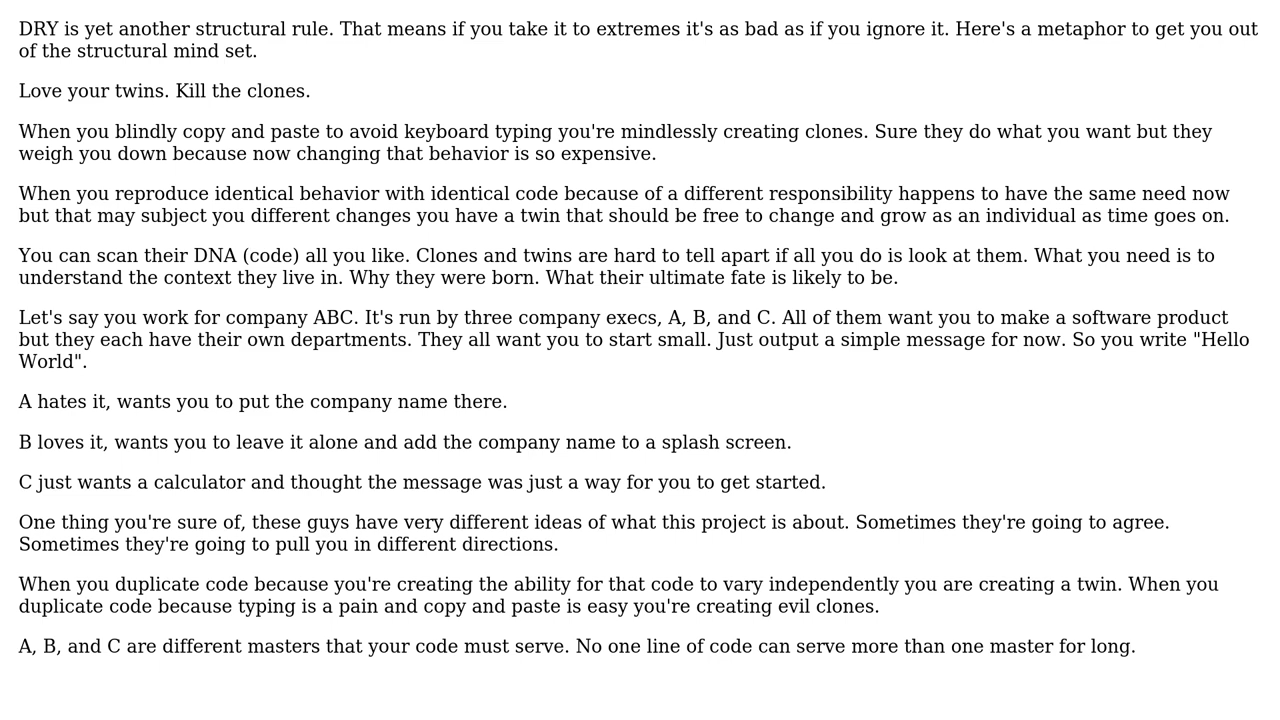 DRY is yet another structural rule. That means if you take it to extremes it's as bad as if you ignore it. Here's a metaphor to get you out
of the structural mind set.
Love your twins. Kill the clones.
When you blindly copy and paste to avoid keyboard typing you're mindlessly creating clones. Sure they do what you want but they
weigh you down because now changing that behavior is so expensive.
When you reproduce identical behavior with identical code because of a different responsibility happens to have the same need now
but that may subject you different changes you have a twin that should be free to change and grow as an individual as time goes on.
You can scan their DNA (code) all you like. Clones and twins are hard to tell apart if all you do is look at them. What you need is to
understand the context they live in. Why they were born. What their ultimate fate is likely to be.
Let's say you work for company ABC. It's run by three company execs, A, B, and C. All of them want you to make a software product
but they each have their own departments. They all want you to start small. Just output a simple message for now. So you write "Hello
World".
A hates it, wants you to put the company name there.
B loves it, wants you to leave it alone and add the company name to a splash screen.
C just wants a calculator and thought the message was just a way for you to get started.
One thing you're sure of, these guys have very different ideas of what this project is about. Sometimes they're going to agree.
Sometimes they're going to pull you in different directions.
When you duplicate code because you're creating the ability for that code to vary independently you are creating a twin. When you
duplicate code because typing is a pain and copy and paste is easy you're creating evil clones.
A, B, and C are different masters that your code must serve. No one line of code can serve more than one master for long.